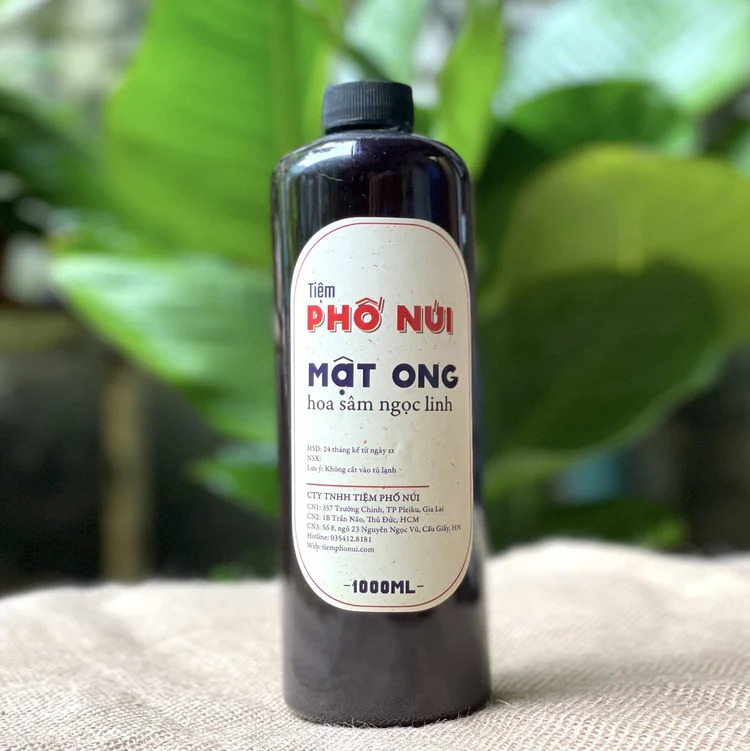 Tiệm
PHỐ NÚI
MẬT ONG
hoa sâm ngọc linh
HSD: 24 tháng kể từ ngày sx
NSX:
Lưu ý: Không cất vào tủ lạnh
CTY TNHH TIỆM PHỐ NÚI
CN1: 357 Trường Chinh, TP Pleiku, Gia Lai
CN2: 1B Trần Não, Thủ Đức, HCM
CN3: Số 8, ngõ 23 Nguyễn Ngọc Vũ, Cầu Giấy, HN
Hotline: 035412.8181
Web: tiemphonui.com
-1000ML-